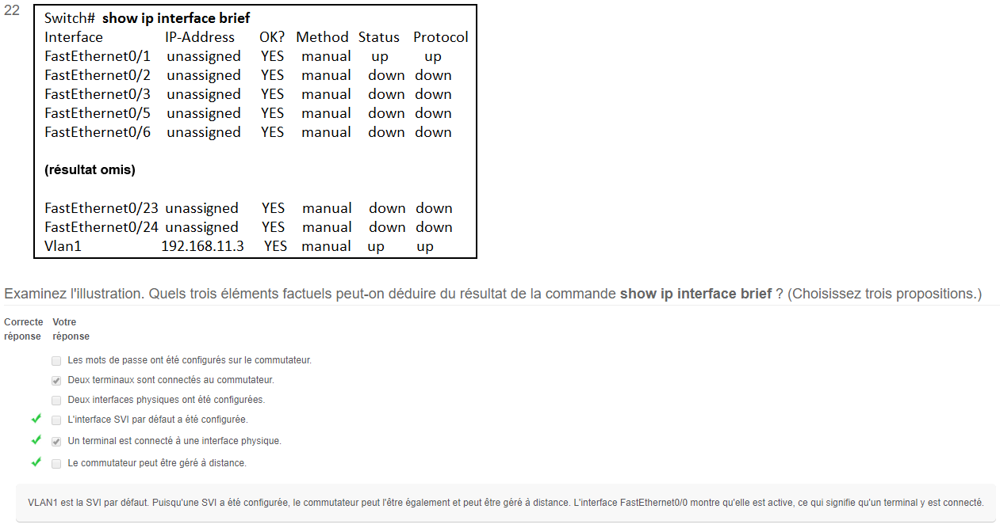 22
Switch# show ip interface brief
Interface IP-Address OK? Method Status Protocol
FastEthernet0/1 unassigned YES manual up up
FastEthernet0/2 unassigned YES manual down down
FastEthernet0/3 unassigned YES manual down down
FastEthernet0/5 unassigned YES manual down down
FastEthernet0/6 unassigned YES manual down down
(résultat omis)
FastEthernet0/23 unassigned YES manual down down
FastEthernet0/24 unassigned YES manual down down
Vlan1 192.168.11.3 YES manual up up
Examinez l'illustration. Quels trois éléments factuels peut-on déduire du résultat de la commande show ip interface brief ? (Choisissez trois propositions.)
Correcte Votre
réponse réponse
Les mots de passe ont été configurés sur le commutateur.
Deux terminaux sont connectés au commutateur.
Deux interfaces physiques ont été configurées.
L'interface SVI par défaut a été configurée.
Un terminal est connecté à une interface physique.
Le commutateur peut être géré à distance.
VLAN1 est la SVI par défaut. Puisqu'une SVI a été configurée, le commutateur peut l'être également et peut être géré à distance. L'interface FastEthernet0/0 montre qu'elle est active, ce qui signifie qu'un terminal y est connecté.